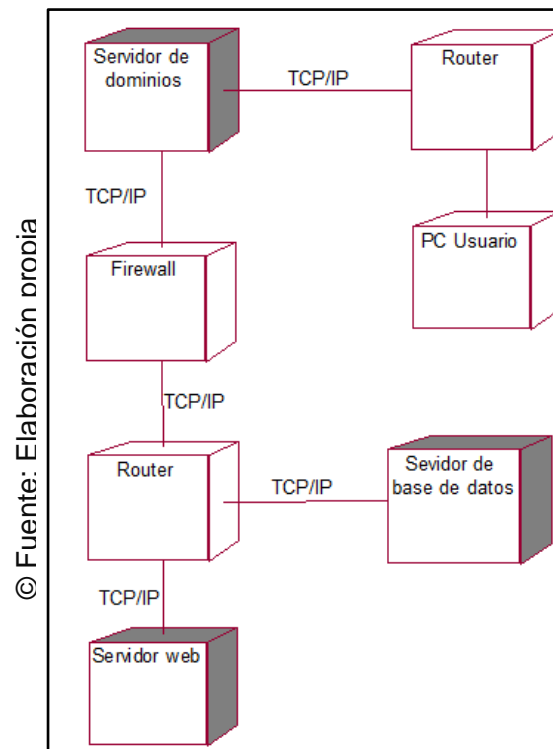 Servidor de
dominios
TCP/IP
Router
TCP/IP
PC Usuario
Firewall
TCP/IP
Router
TCP/IP
Sevidor de
base de datos
TCP/IP
Servidor web
© Fuente: Elaboración propia